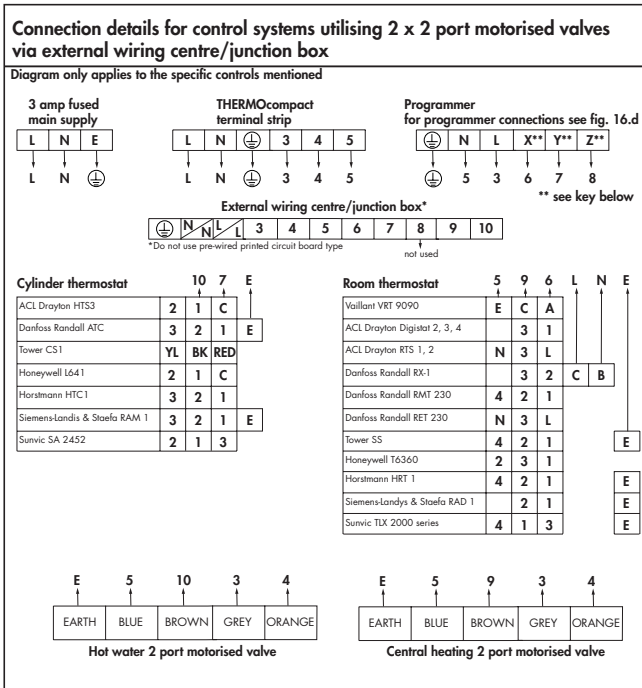 Connection details for control systems utilising 2 x 2 port motorised valves
via external wiring centre/junction box
Diagram only applies to the specific controls mentioned
3 amp fused
main supply
L N E
L N ⏚
THERMOcompact
terminal strip
L N ⏚ 3 4 5
L N ⏚ 3 4 5
Programmer
for programmer connections see fig. 16.d
⏚ N L X** Y** Z**
⏚ 5 3 6 7 8
** see key below
External wiring centre/junction box*
⏚ N/N L/L 3 4 5 6 7 8 9 10
*Do not use pre-wired printed circuit board type
not used
Cylinder thermostat 10 7 E
ACL Drayton HTS3 2 1 C
Danfoss Randall ATC 3 2 1 E
Tower CS1 YL BK RED
Honeywell L641 2 1 C
Horstmann HTC1 3 2 1
Siemens-Landis & Staefa RAM 1 3 2 1 E
Sunvic SA 2452 2 1 3
Room thermostat 5 9 6 L N E
Vaillant VRT 9090 E C A
ACL Drayton Digistat 2, 3, 4 3 1
ACL Drayton RTS 1, 2 N 3 L
Danfoss Randall RX-1 3 2 C B
Danfoss Randall RMT 230 4 2 1
Danfoss Randall RET 230 N 3 L
Tower SS 4 2 1 E
Honeywell T6360 2 3 1
Horstmann HRT 1 4 2 1 E
Siemens-Landys & Staefa RAD 1 2 1 E
Sunvic TLX 2000 series 4 1 3 E
E 5 10 3 4
EARTH BLUE BROWN GREY ORANGE
Hot water 2 port motorised valve
E 5 9 3 4
EARTH BLUE BROWN GREY ORANGE
Central heating 2 port motorised valve